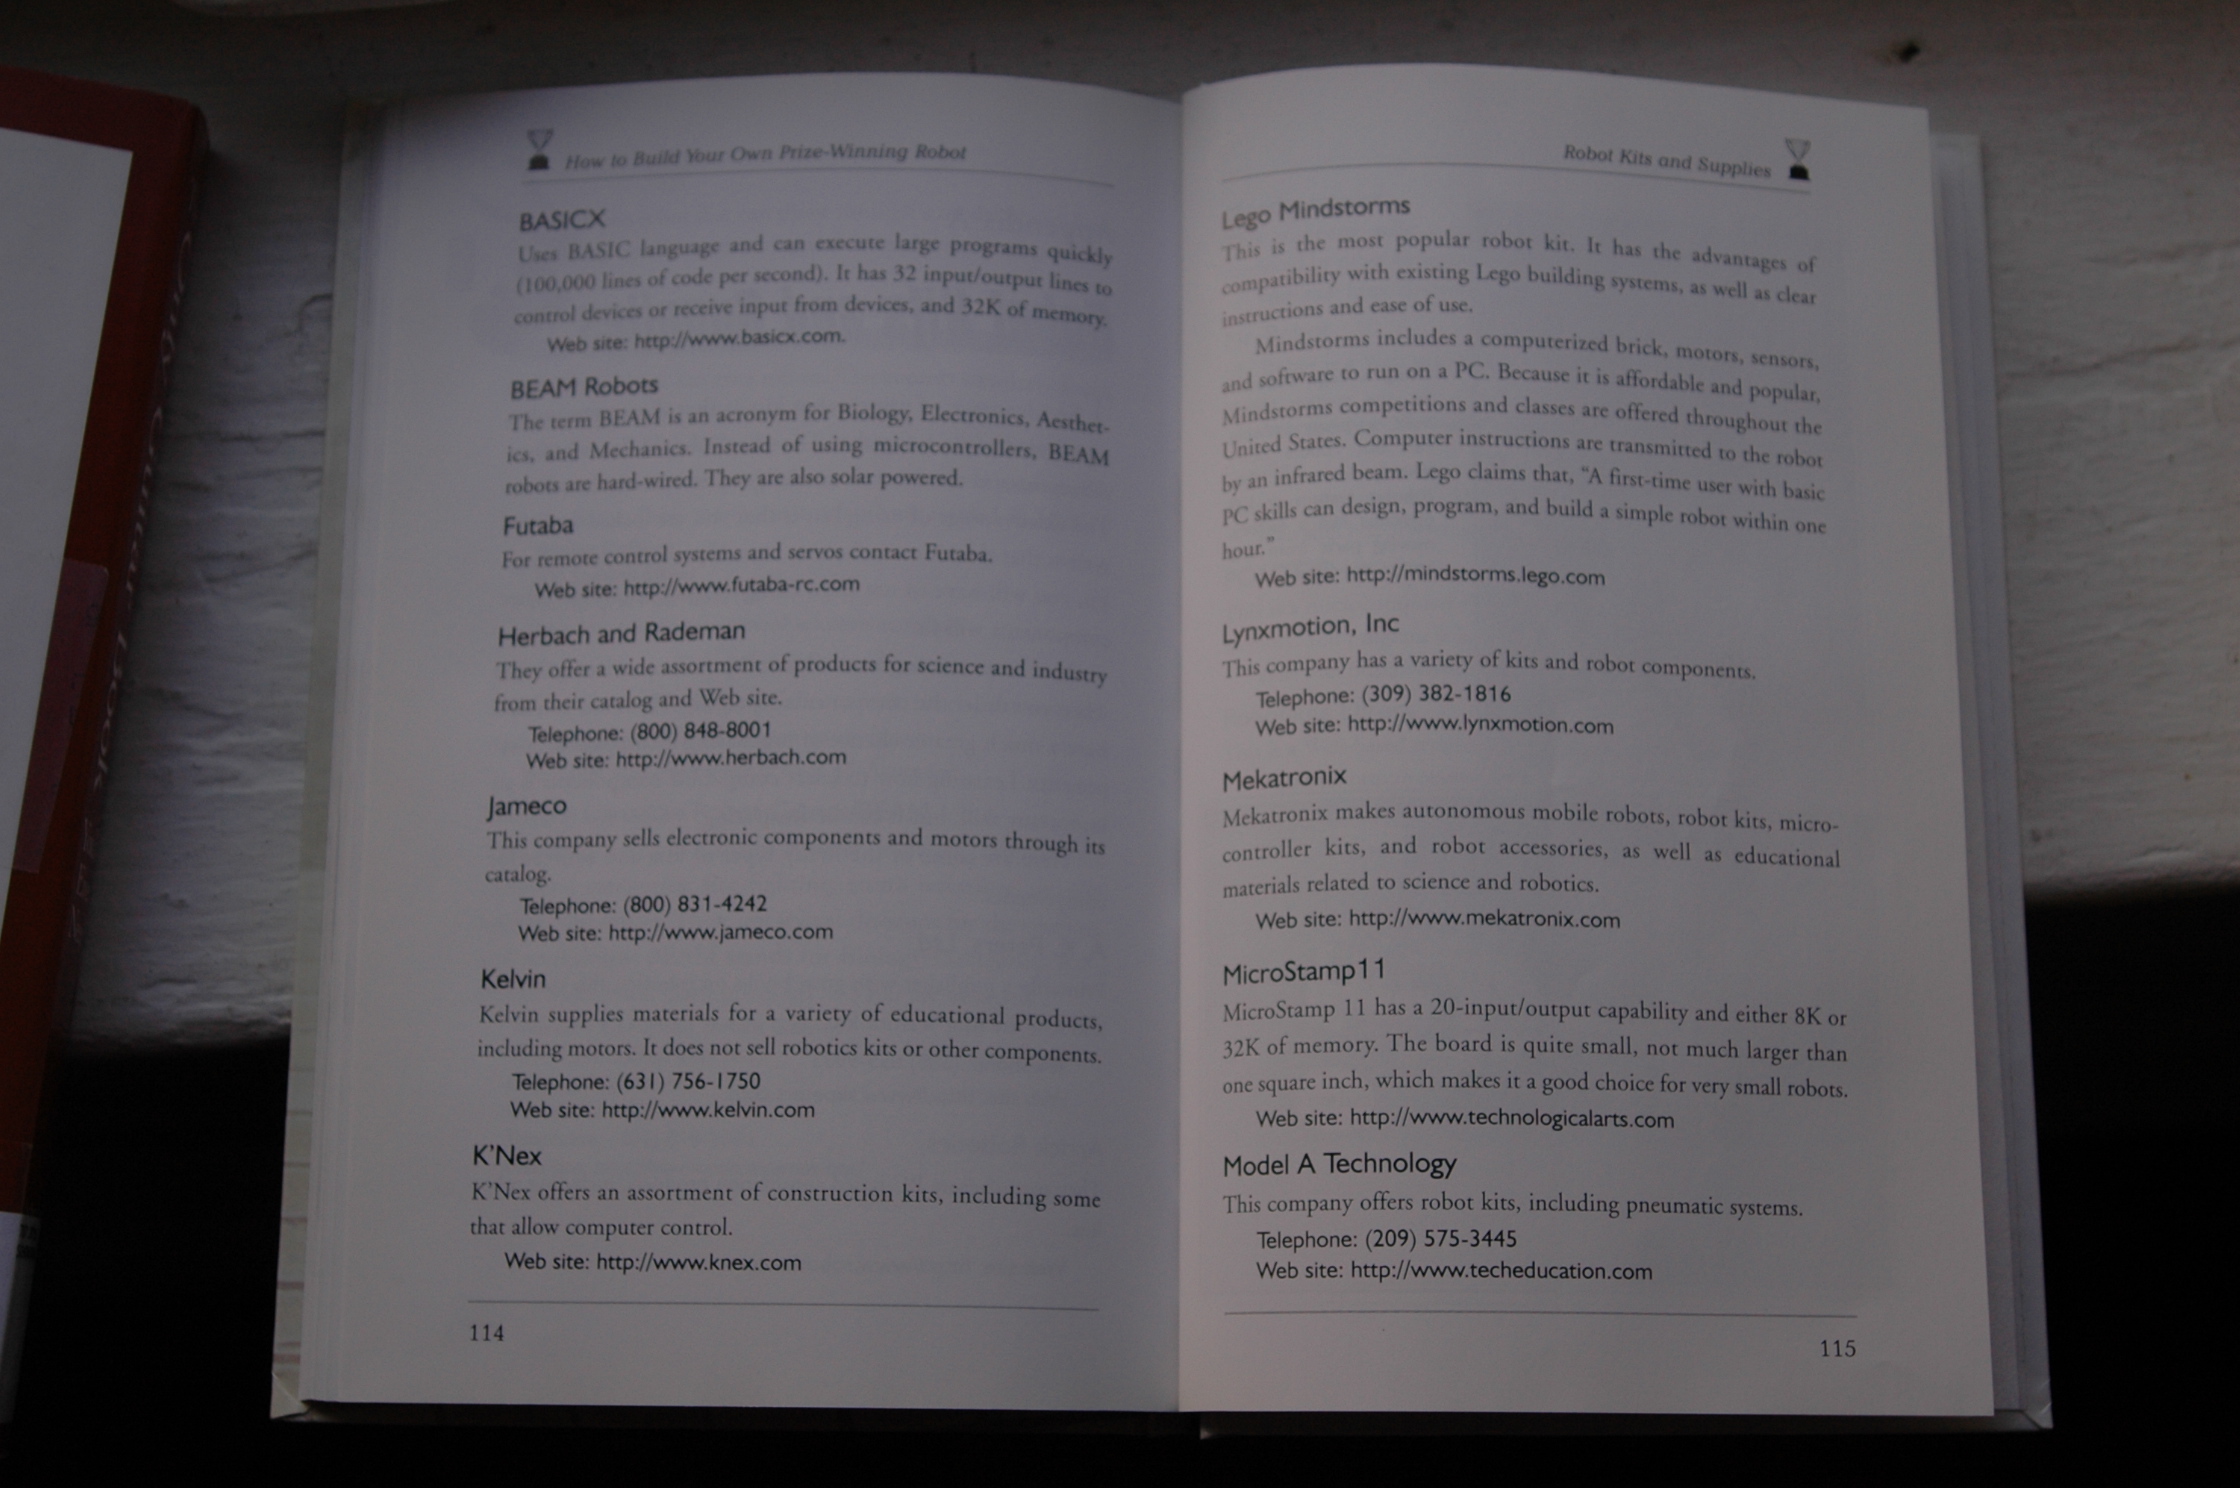 How to Build Your Own Prize-Winning Robot
BASICX
Uses BASIC language and can execute large programs quickly
(100,000 lines of code per second). It has 32 input/output lines to
control devices or receive input from devices, and 32K of memory.
Web site: http://www.basicx.com.
BEAM Robots
The term BEAM is an acronym for Biology, Electronics, Aesthet-
ics, and Mechanics. Instead of using microcontrollers, BEAM
robots are hard-wired. They are also solar powered.
Futaba
For remote control systems and servos contact Futaba.
Web site: http://www.futaba-rc.com
Herbach and Rademan
They offer a wide assortment of products for science and industry
from their catalog and Web site.
Telephone: (800) 848-8001
Web site: http://www.herbach.com
Jameco
This company sells electronic components and motors through its
catalog.
Telephone: (800) 831-4242
Web site: http://www.jameco.com
Kelvin
Kelvin supplies materials for a variety of educational products,
including motors. It does not sell robotics kits or other components.
Telephone: (631) 756-1750
Web site: http://www.kelvin.com
K'Nex
K'Nex offers an assortment of construction kits, including some
that allow computer control.
Web site: http://www.knex.com
114
Robot Kits and Supplies
Lego Mindstorms
This is the most popular robot kit. It has the advantages of
compatibility with existing Lego building systems, as well as clear
instructions and ease of use.
Mindstorms includes a computerized brick, motors, sensors,
and software to run on a PC. Because it is affordable and popular,
Mindstorms competitions and classes are offered throughout the
United States. Computer instructions are transmitted to the robot
by an infrared beam. Lego claims that, “A first-time user with basic
PC skills can design, program, and build a simple robot within one
hour.”
Web site: http://mindstorms.lego.com
Lynxmotion, Inc
This company has a variety of kits and robot components.
Telephone: (309) 382-1816
Web site: http://www.lynxmotion.com
Mekatronix
Mekatronix makes autonomous mobile robots, robot kits, micro-
controller kits, and robot accessories, as well as educational
materials related to science and robotics.
Web site: http://www.mekatronix.com
MicroStamp11
MicroStamp 11 has a 20-input/output capability and either 8K or
32K of memory. The board is quite small, not much larger than
one square inch, which makes it a good choice for very small robots.
Web site: http://www.technologicalarts.com
Model A Technology
This company offers robot kits, including pneumatic systems.
Telephone: (209) 575-3445
Web site: http://www.techeducation.com
115
Only Guitar Book